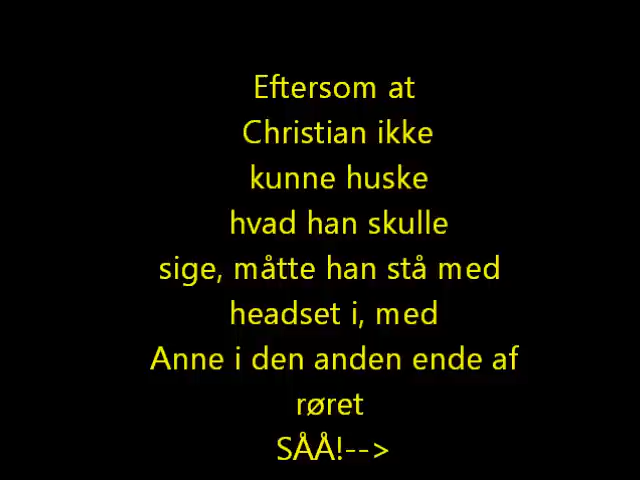 Eftersom at
Christian ikke
kunne huske
hvad han skulle
sige, måtte han stå med
headset i, med
Anne i den anden ende af
røret
SÅÅ!-->